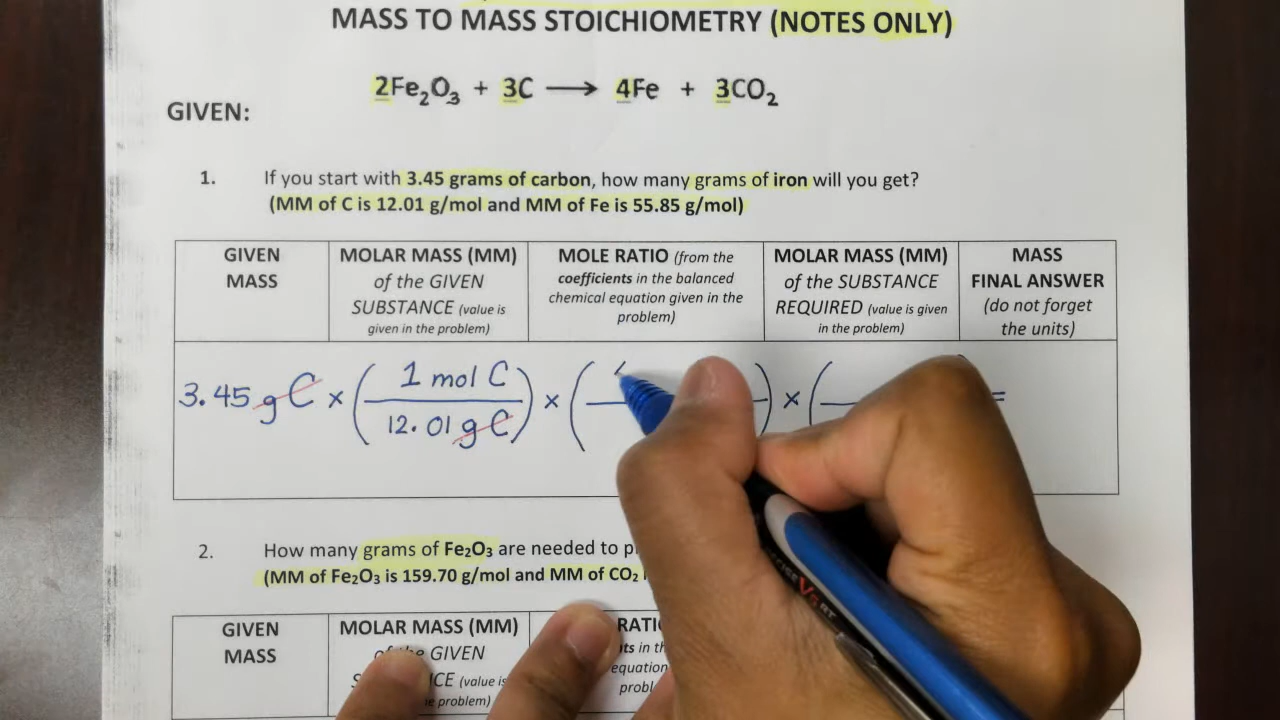 MASS TO MASS STOICHIOMETRY (NOTES ONLY)
2Fe₂O₃ + 3C ⟶ 4Fe + 3CO₂
GIVEN:
1. If you start with 3.45 grams of carbon, how many grams of iron will you get?
(MM of C is 12.01 g/mol and MM of Fe is 55.85 g/mol)
GIVEN
MASS
MOLAR MASS (MM)
of the GIVEN
SUBSTANCE (value is
given in the problem)
MOLE RATIO (from the
coefficients in the balanced
chemical equation given in the
problem)
MOLAR MASS (MM)
of the SUBSTANCE
REQUIRED (value is given
in the problem)
MASS
FINAL ANSWER
(do not forget
the units)
3.45 g C × ( 1 mol C ) × ( ) × ( =
12.01 g C
2. How many grams of Fe₂O₃ are needed to
(MM of Fe₂O₃ is 159.70 g/mol and MM of CO₂
GIVEN
MASS
MOLAR MASS (MM)
GIVEN
(value is
problem)